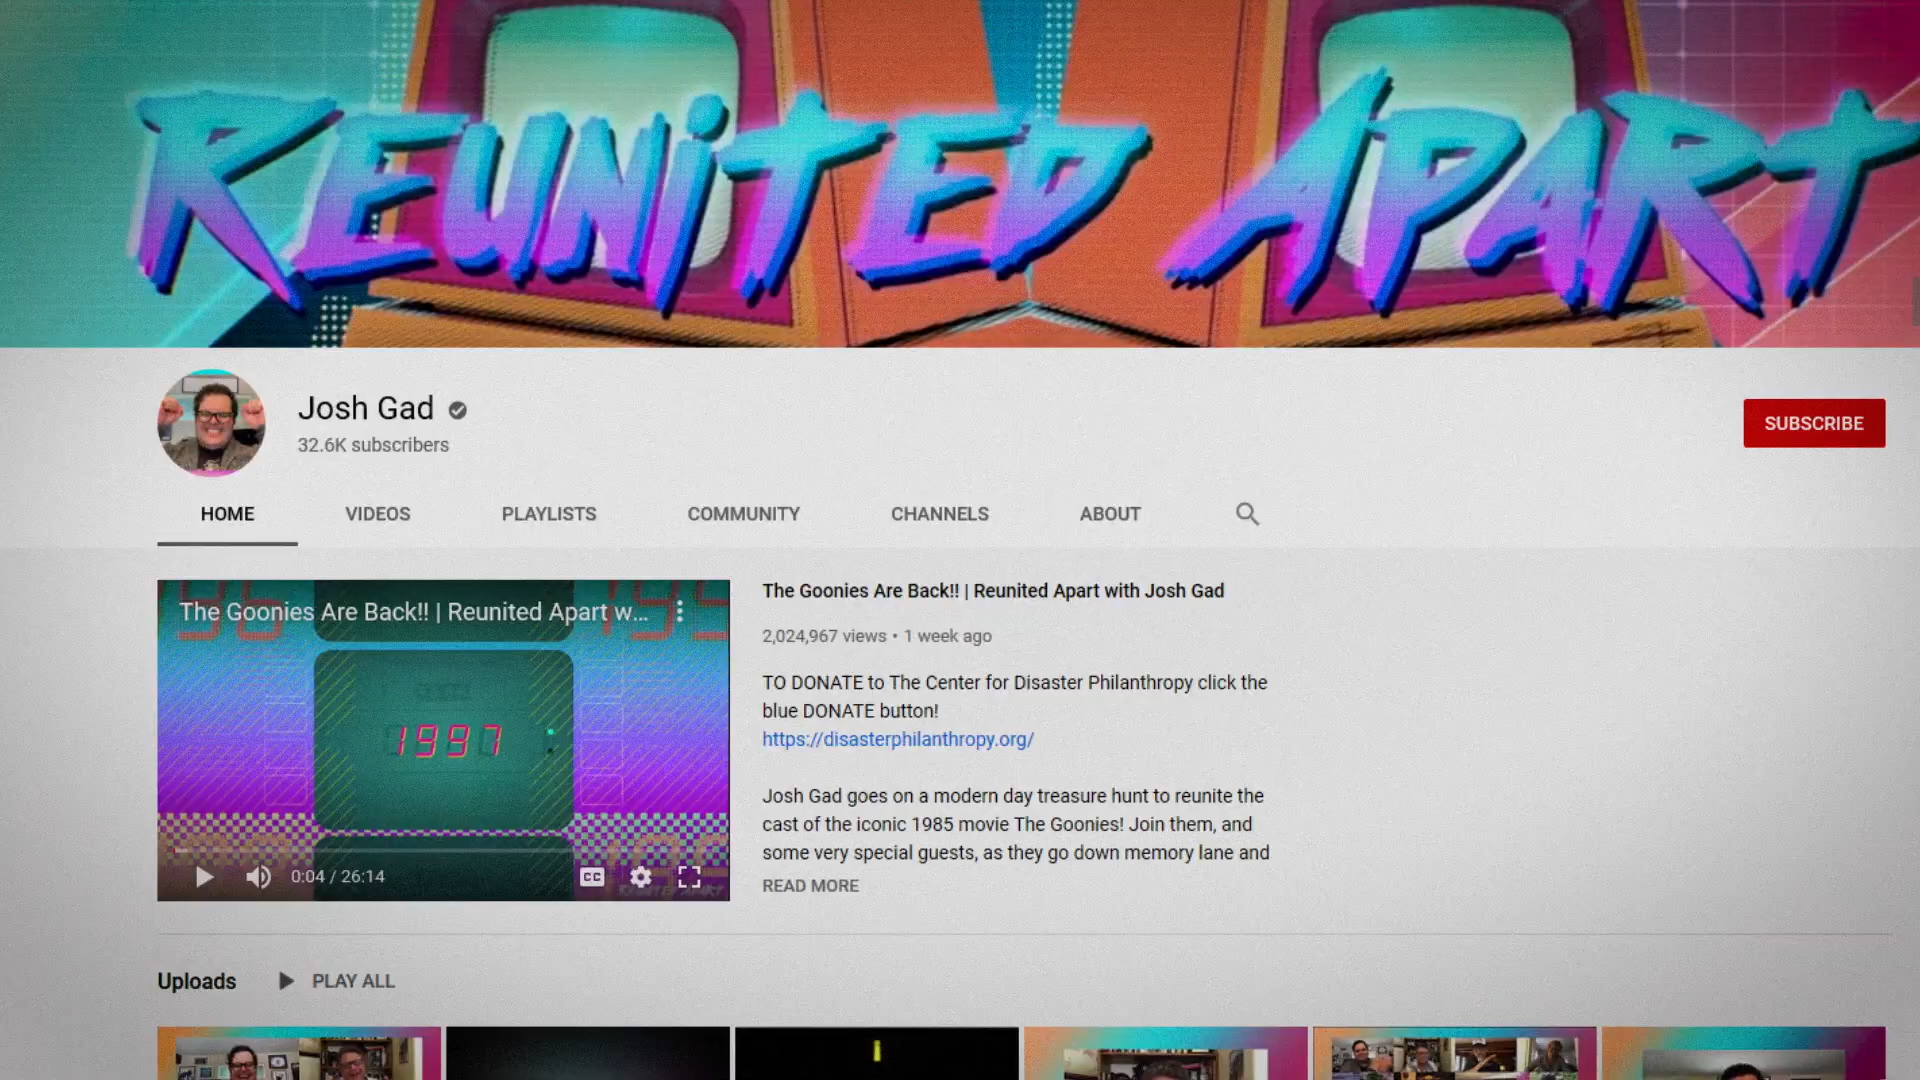 REUNITED APART
Josh Gad
32.6K subscribers
SUBSCRIBE
HOME VIDEOS PLAYLISTS COMMUNITY CHANNELS ABOUT
The Goonies Are Back!! | Reunited Apart w...
1997
0:04 / 26:14
CC
The Goonies Are Back!! | Reunited Apart with Josh Gad
2,024,967 views • 1 week ago
TO DONATE to The Center for Disaster Philanthropy click the
blue DONATE button!
https://disasterphilanthropy.org/
Josh Gad goes on a modern day treasure hunt to reunite the
cast of the iconic 1985 movie The Goonies! Join them, and
some very special guests, as they go down memory lane and
READ MORE
Uploads PLAY ALL